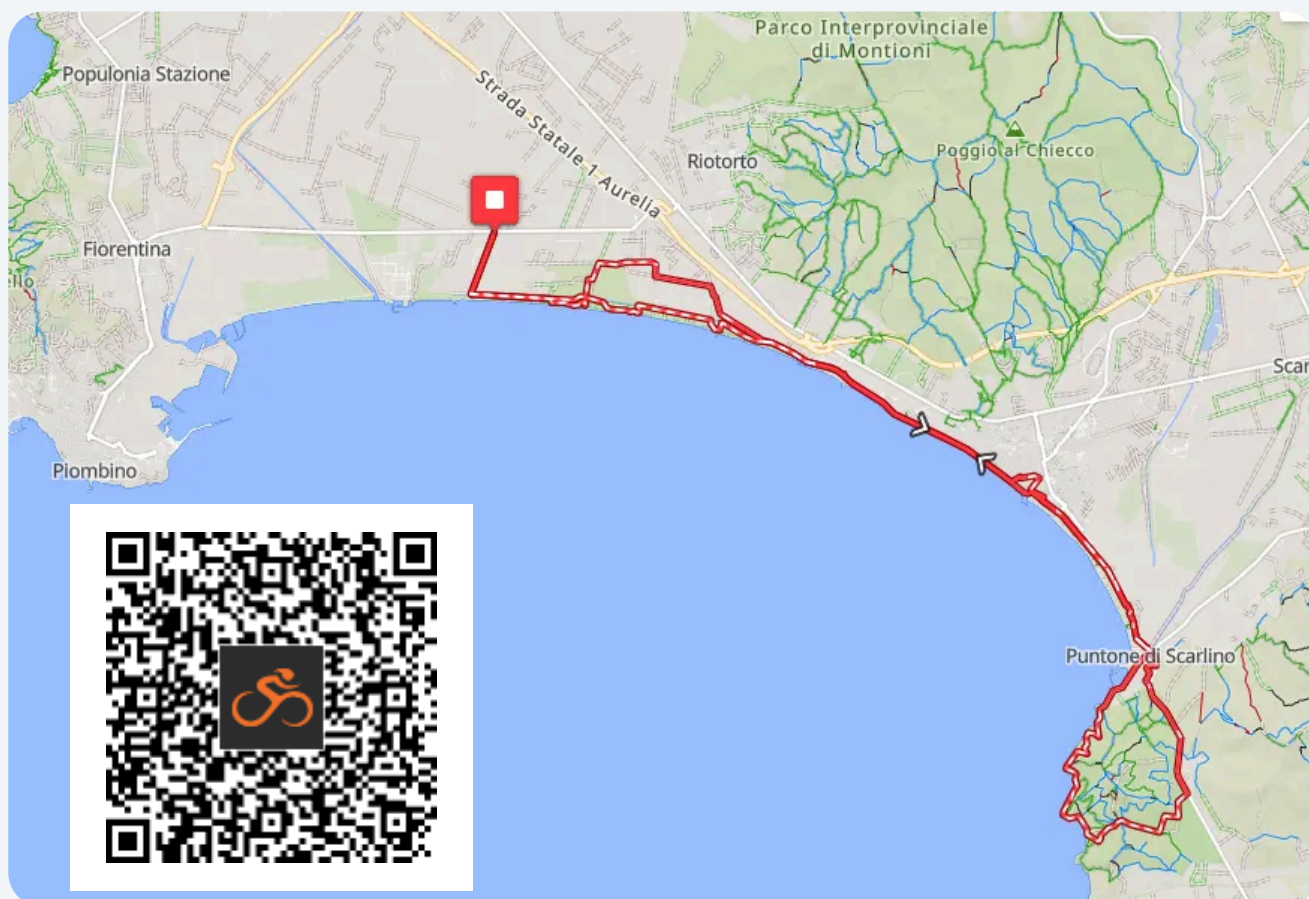 Parco Interprovinciale
di Montioni
Populonia Stazione
Strada Statale 1 Aurelia
Riotorto
Poggio al Chiecco
Fiorentina
ello
Scar
Piombino
Puntone di Scarlino